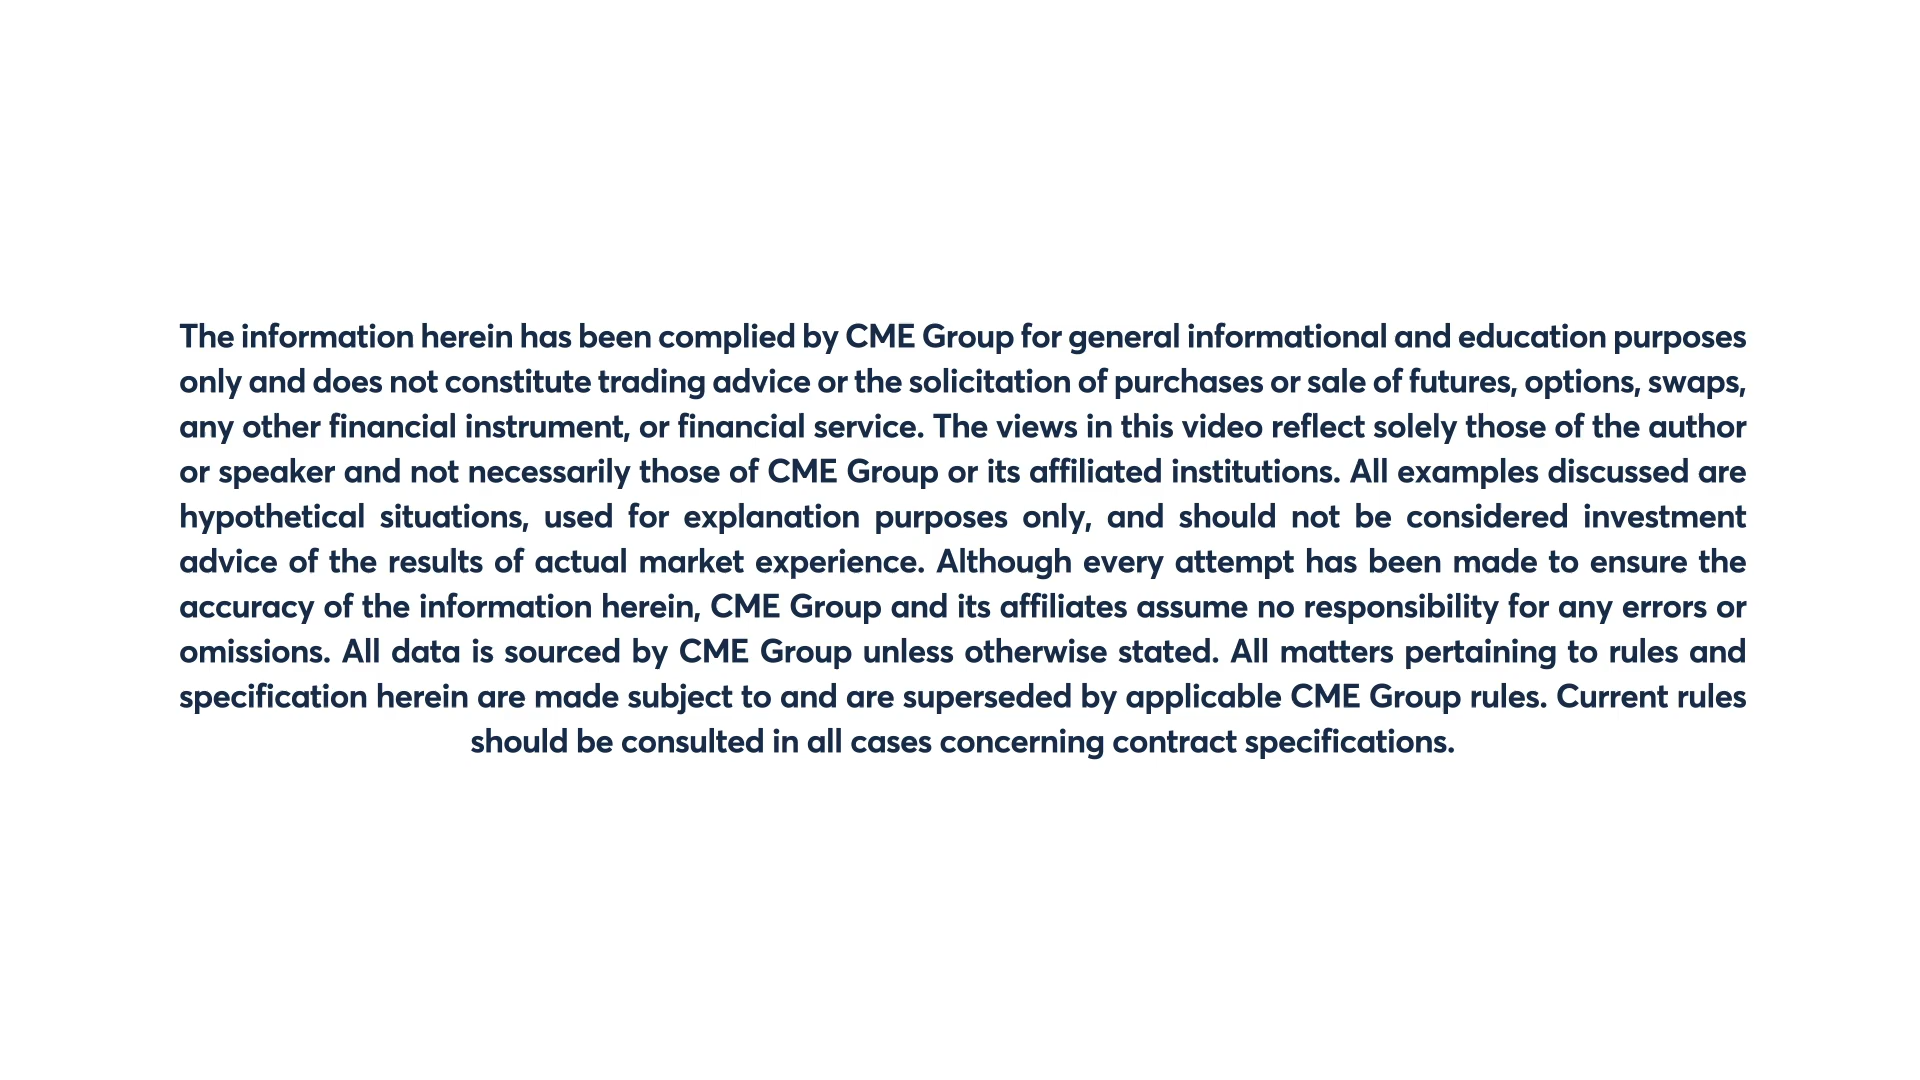 The information herein has been complied by CME Group for general informational and education purposes
only and does not constitute trading advice or the solicitation of purchases or sale of futures, options, swaps,
any other financial instrument, or financial service. The views in this video reflect solely those of the author
or speaker and not necessarily those of CME Group or its affiliated institutions. All examples discussed are
hypothetical situations, used for explanation purposes only, and should not be considered investment
advice of the results of actual market experience. Although every attempt has been made to ensure the
accuracy of the information herein, CME Group and its affiliates assume no responsibility for any errors or
omissions. All data is sourced by CME Group unless otherwise stated. All matters pertaining to rules and
specification herein are made subject to and are superseded by applicable CME Group rules. Current rules
should be consulted in all cases concerning contract specifications.